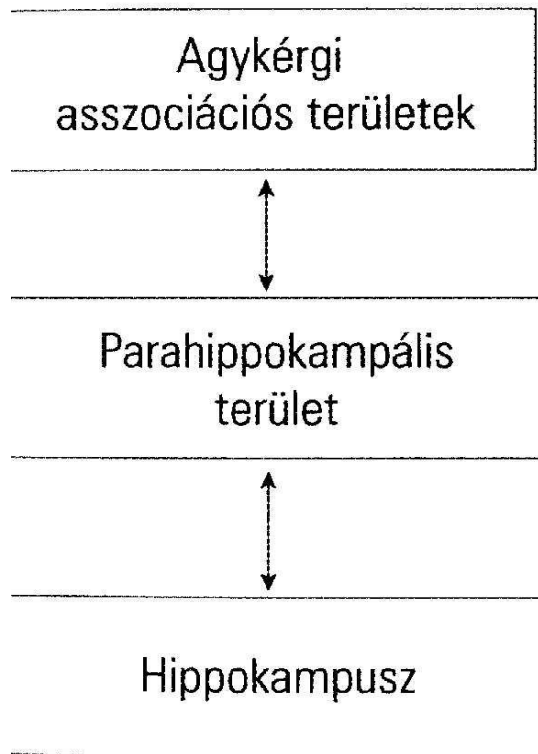 Agykérgi
asszociációs területek
Parahippokampális
terület
Hippokampusz